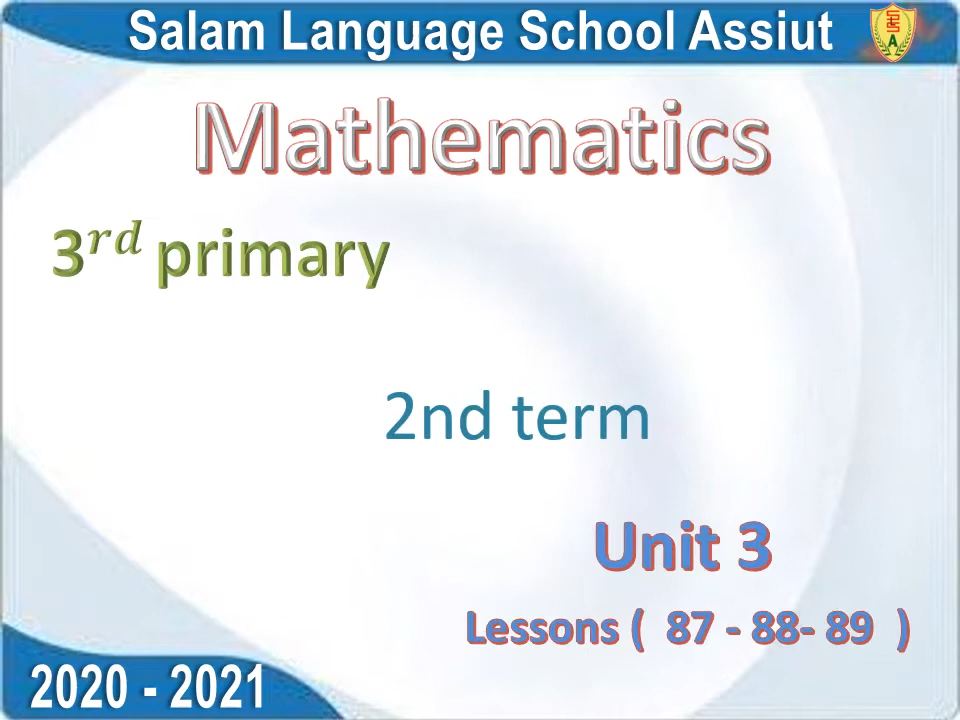 Salam Language School Assiut
Mathematics
3rd primary
2nd term
Unit 3
Lessons ( 87 - 88- 89 )
2020 - 2021